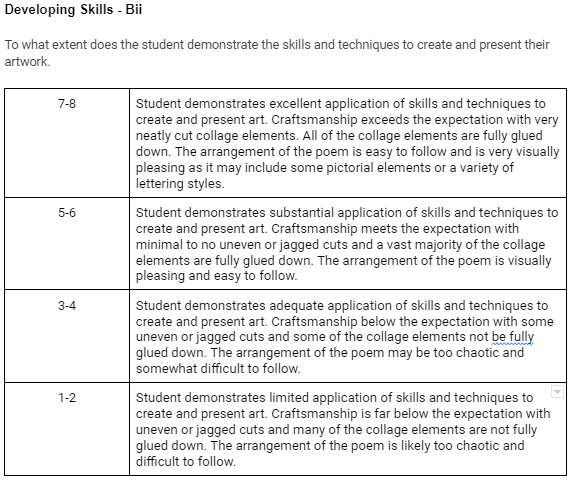 Developing Skills - Bii
To what extent does the student demonstrate the skills and techniques to create and present their
artwork.
7-8
Student demonstrates excellent application of skills and techniques to
create and present art. Craftsmanship exceeds the expectation with very
neatly cut collage elements. All of the collage elements are fully glued
down. The arrangement of the poem is easy to follow and is very visually
pleasing as it may include some pictorial elements or a variety of
lettering styles.
5-6
Student demonstrates substantial application of skills and techniques to
create and present art. Craftsmanship meets the expectation with
minimal to no uneven or jagged cuts and a vast majority of the collage
elements are fully glued down. The arrangement of the poem is visually
pleasing and easy to follow.
3-4
Student demonstrates adequate application of skills and techniques to
create and present art. Craftsmanship below the expectation with some
uneven or jagged cuts and some of the collage elements not be fully
glued down. The arrangement of the poem may be too chaotic and
somewhat difficult to follow.
1-2
Student demonstrates limited application of skills and techniques to
create and present art. Craftsmanship is far below the expectation with
uneven or jagged cuts and many of the collage elements are not fully
glued down. The arrangement of the poem is likely too chaotic and
difficult to follow.